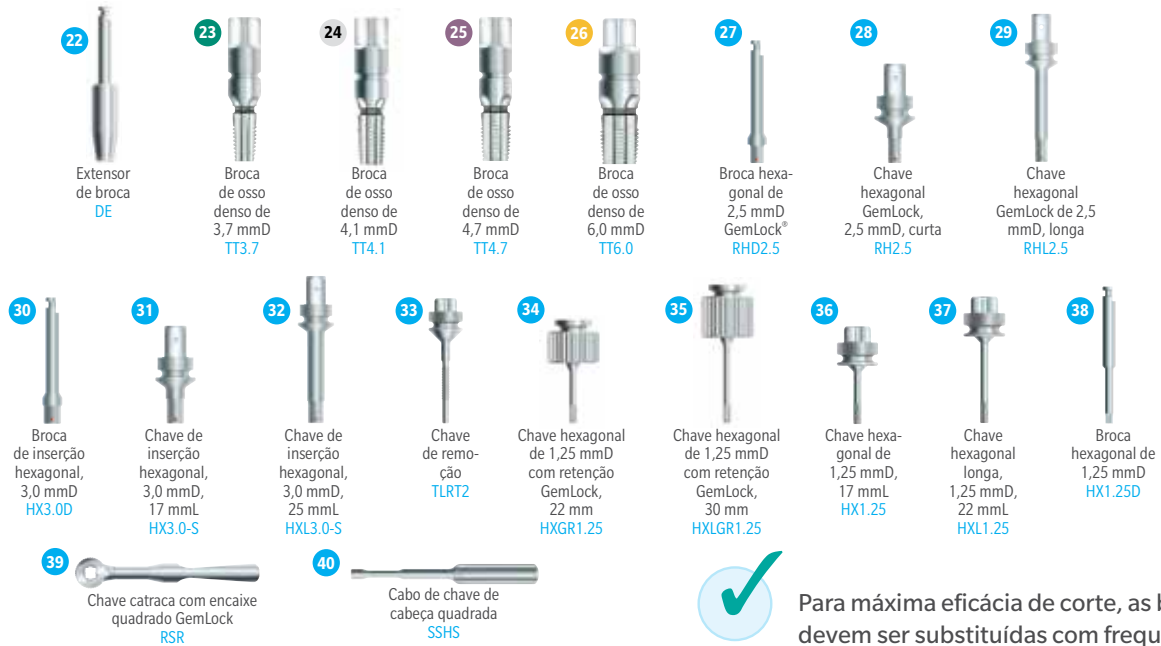 22
Extensor
de broca
DE
23
Broca
de osso
denso de
3,7 mmD
TT3.7
24
Broca
de osso
denso de
4,1 mmD
TT4.1
25
Broca
de osso
denso de
4,7 mmD
TT4.7
26
Broca
de osso
denso de
6,0 mmD
TT6.0
27
Broca hexa-
gonal de
2,5 mmD
GemLock®
RHD2.5
28
Chave
hexagonal
GemLock,
2,5 mmD, curta
RH2.5
29
Chave
hexagonal
GemLock de 2,5
mmD, longa
RHL2.5
30
Broca
de inserção
hexagonal,
3,0 mmD
HX3.0D
31
Chave de
inserção
hexagonal,
3,0 mmD,
17 mmL
HX3.0-S
32
Chave de
inserção
hexagonal,
3,0 mmD,
25 mmL
HXL3.0-S
33
Chave
de remo-
ção
TLRT2
34
Chave hexagonal
de 1,25 mmD
com retenção
GemLock,
22 mm
HXGR1.25
35
Chave hexagonal
de 1,25 mmD
com retenção
GemLock,
30 mm
HXLGR1.25
36
Chave hexa-
gonal de
1,25 mmD,
17 mmL
HX1.25
37
Chave
hexagonal
longa,
1,25 mmD,
22 mmL
HXL1.25
38
Broca
hexagonal de
1,25 mmD
HX1.25D
39
Chave catraca com encaixe
quadrado GemLock
RSR
40
Cabo de chave de
cabeça quadrada
SSHS
Para máxima eficácia de corte, as
devem ser substituídas com frequ